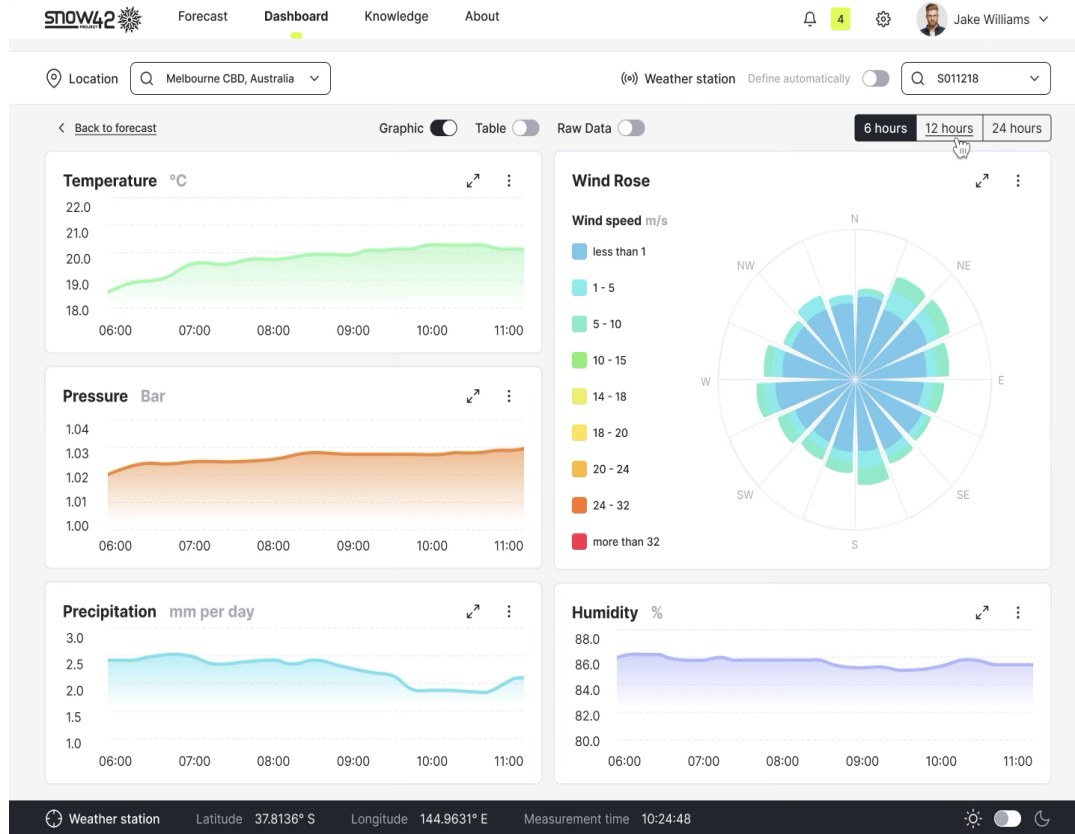 SNOW42 PROJECT
Forecast Dashboard Knowledge About
4 Jake Williams
Location Melbourne CBD, Australia
Weather station Define automatically S011218
Back to forecast
Graphic Table Raw Data
6 hours 12 hours 24 hours
Temperature °C
22.0
21.0
20.0
19.0
18.0
06:00 07:00 08:00 09:00 10:00 11:00
Wind Rose
Wind speed m/s
less than 1
1 - 5
5 - 10
10 - 15
14 - 18
18 - 20
20 - 24
24 - 32
more than 32
N
NW NE
W E
SW SE
S
Pressure Bar
1.04
1.03
1.02
1.01
1.00
06:00 07:00 08:00 09:00 10:00 11:00
Precipitation mm per day
3.0
2.5
2.0
1.5
1.0
06:00 07:00 08:00 09:00 10:00 11:00
Humidity %
88.0
86.0
84.0
82.0
80.0
06:00 07:00 08:00 09:00 10:00 11:00
Weather station Latitude 37.8136° S Longitude 144.9631° E Measurement time 10:24:48